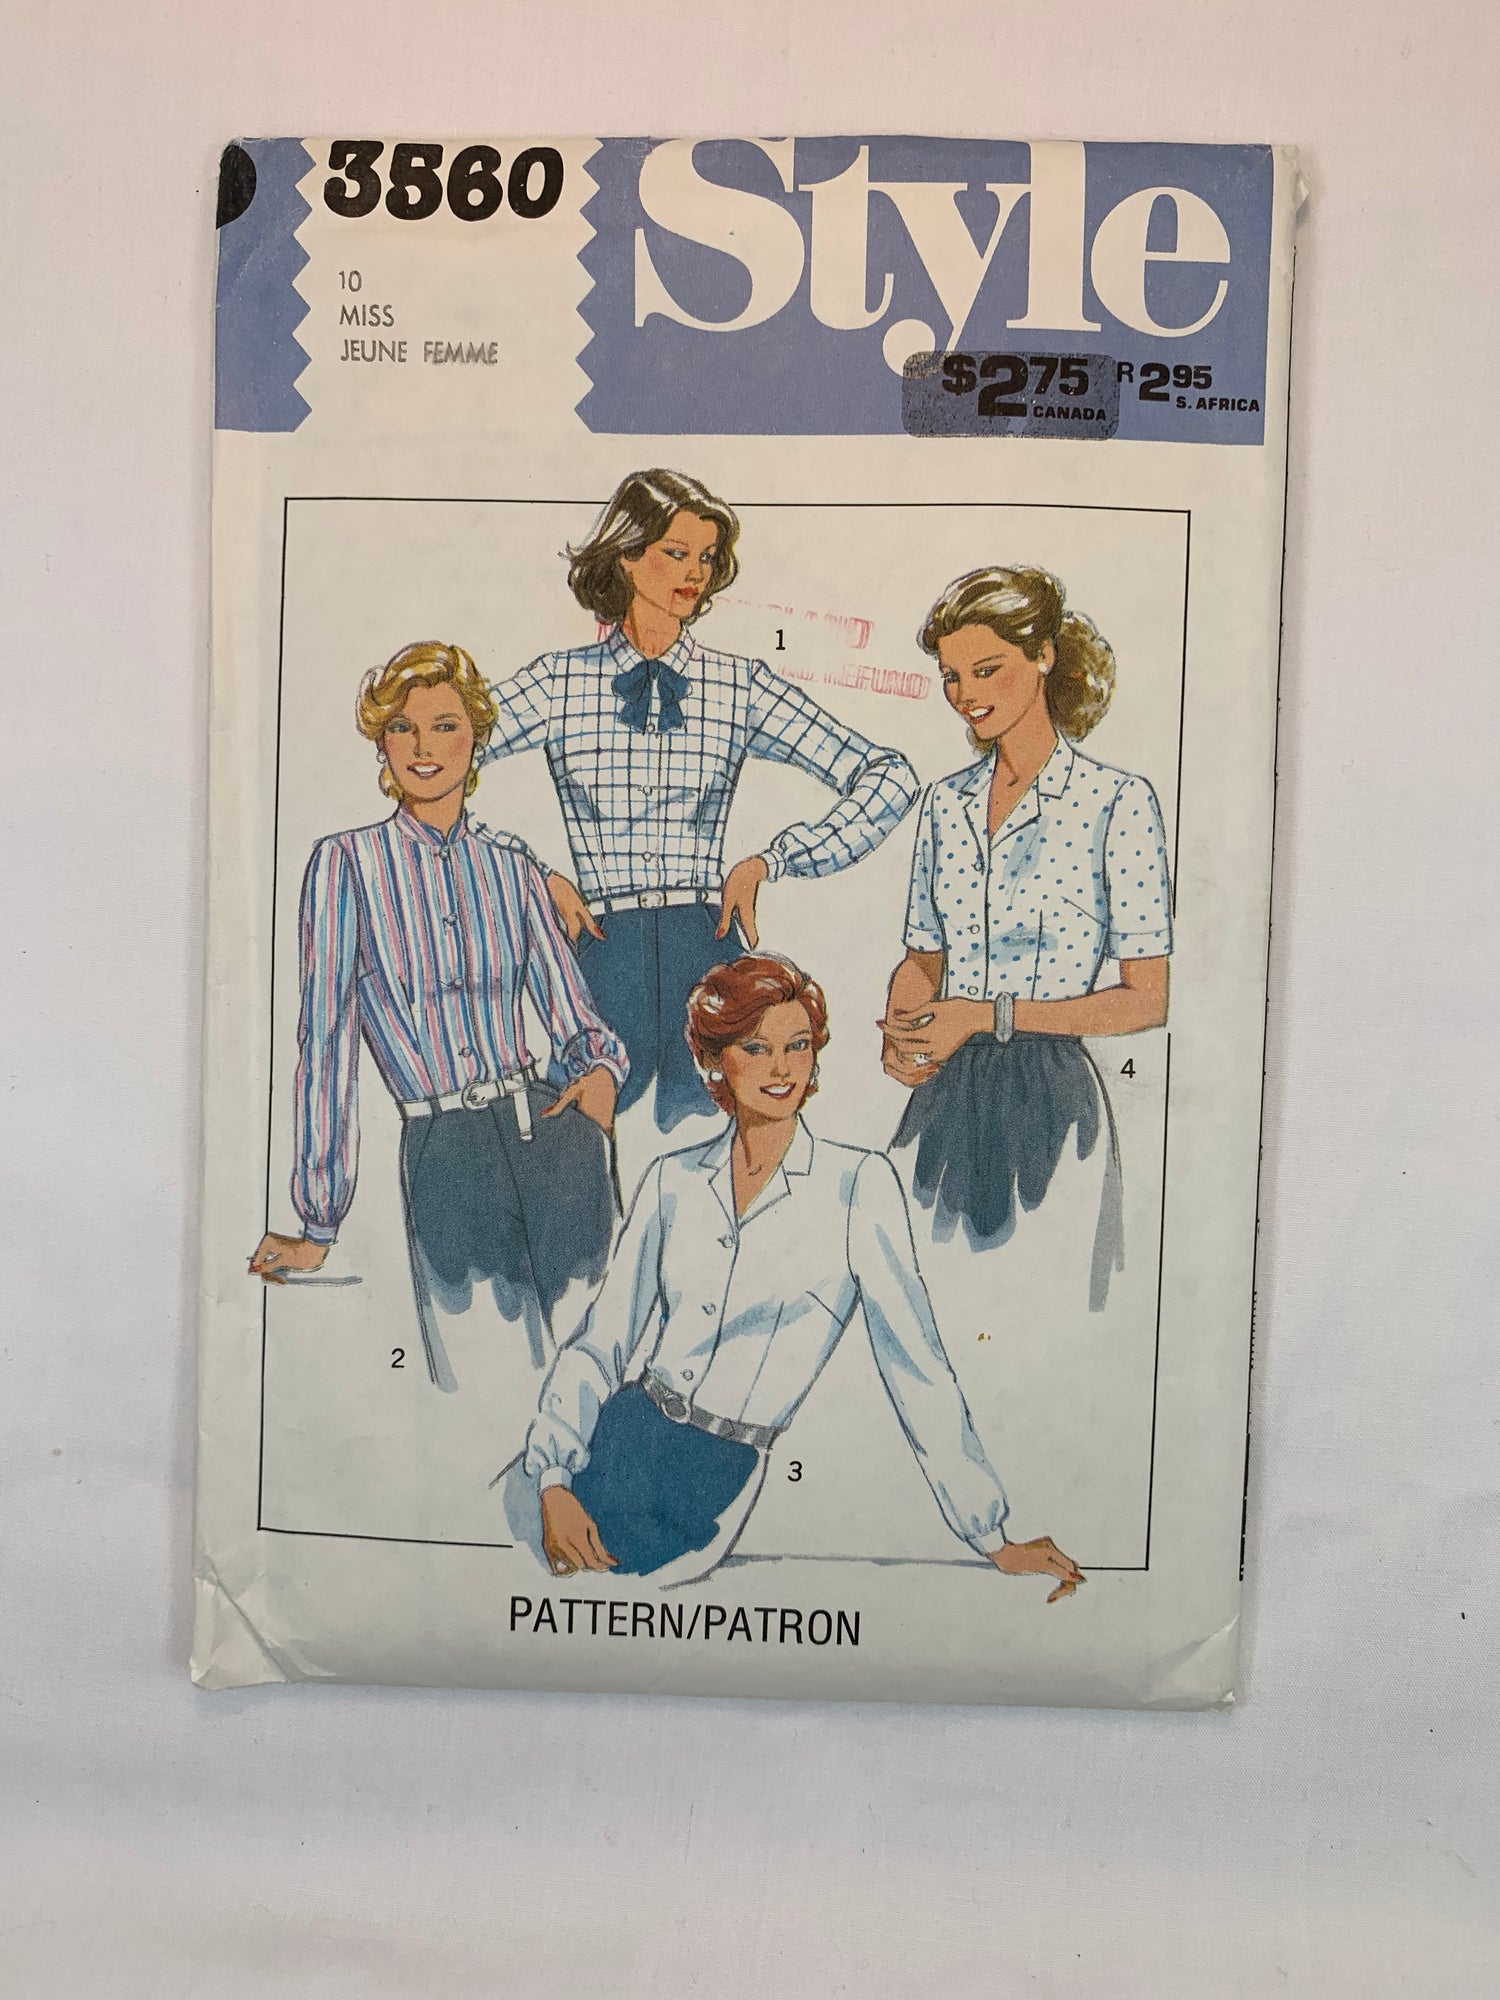 3560
Style
10
MISS
JEUNE FEMME
$2.75 R2.95
CANADA S. AFRICA
1
4
2
3
PATTERN/PATRON